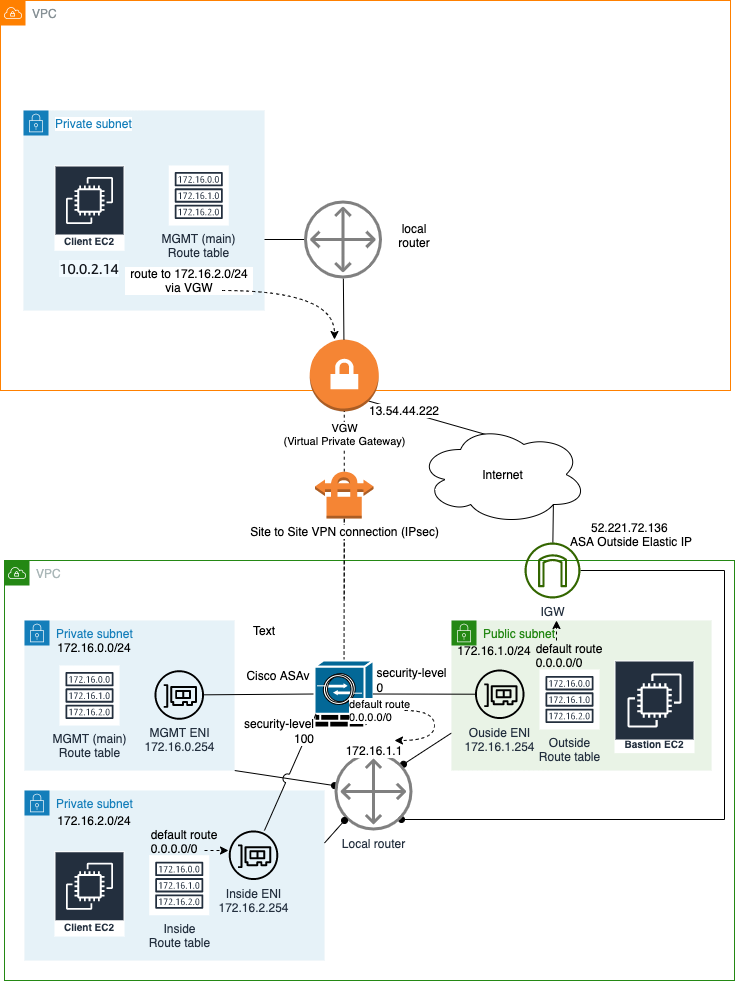 VPC
Private subnet
172.16.0.0
172.16.1.0
172.16.2.0
Client EC2
MGMT (main)
Route table
10.0.2.14
route to 172.16.2.0/24
via VGW
local
router
13.54.44.222
VGW
(Virtual Private Gateway)
Internet
Site to Site VPN connection (IPsec)
52.221.72.136
ASA Outside Elastic IP
VPC
IGW
Private subnet
172.16.0.0/24
172.16.0.0
172.16.1.0
172.16.2.0
MGMT (main)
Route table
MGMT ENI
172.16.0.254
Text
Cisco ASAv
security-level
0
security-level
100
default route
0.0.0.0/0
172.16.1.1
Local router
Public subnet
172.16.1.0/24
default route
0.0.0.0/0
172.16.0.0
172.16.1.0
172.16.2.0
Ouside ENI
172.16.1.254
Outside
Route table
Bastion EC2
Private subnet
172.16.2.0/24
default route
0.0.0.0/0
172.16.0.0
172.16.1.0
172.16.2.0
Client EC2
Inside
Route table
Inside ENI
172.16.2.254